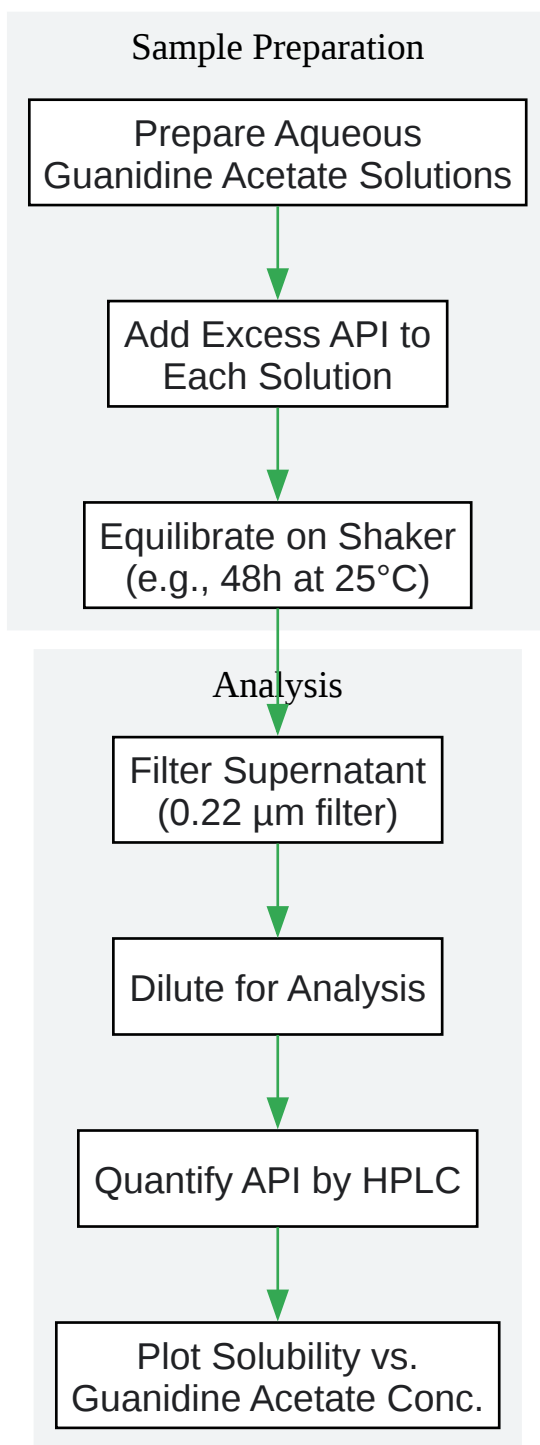 Sample Preparation
Prepare Aqueous
Guanidine Acetate Solutions
Add Excess API to
Each Solution
Equilibrate on Shaker
(e.g., 48h at 25°C)
Analysis
Filter Supernatant
(0.22 µm filter)
Dilute for Analysis
Quantify API by HPLC
Plot Solubility vs.
Guanidine Acetate Conc.